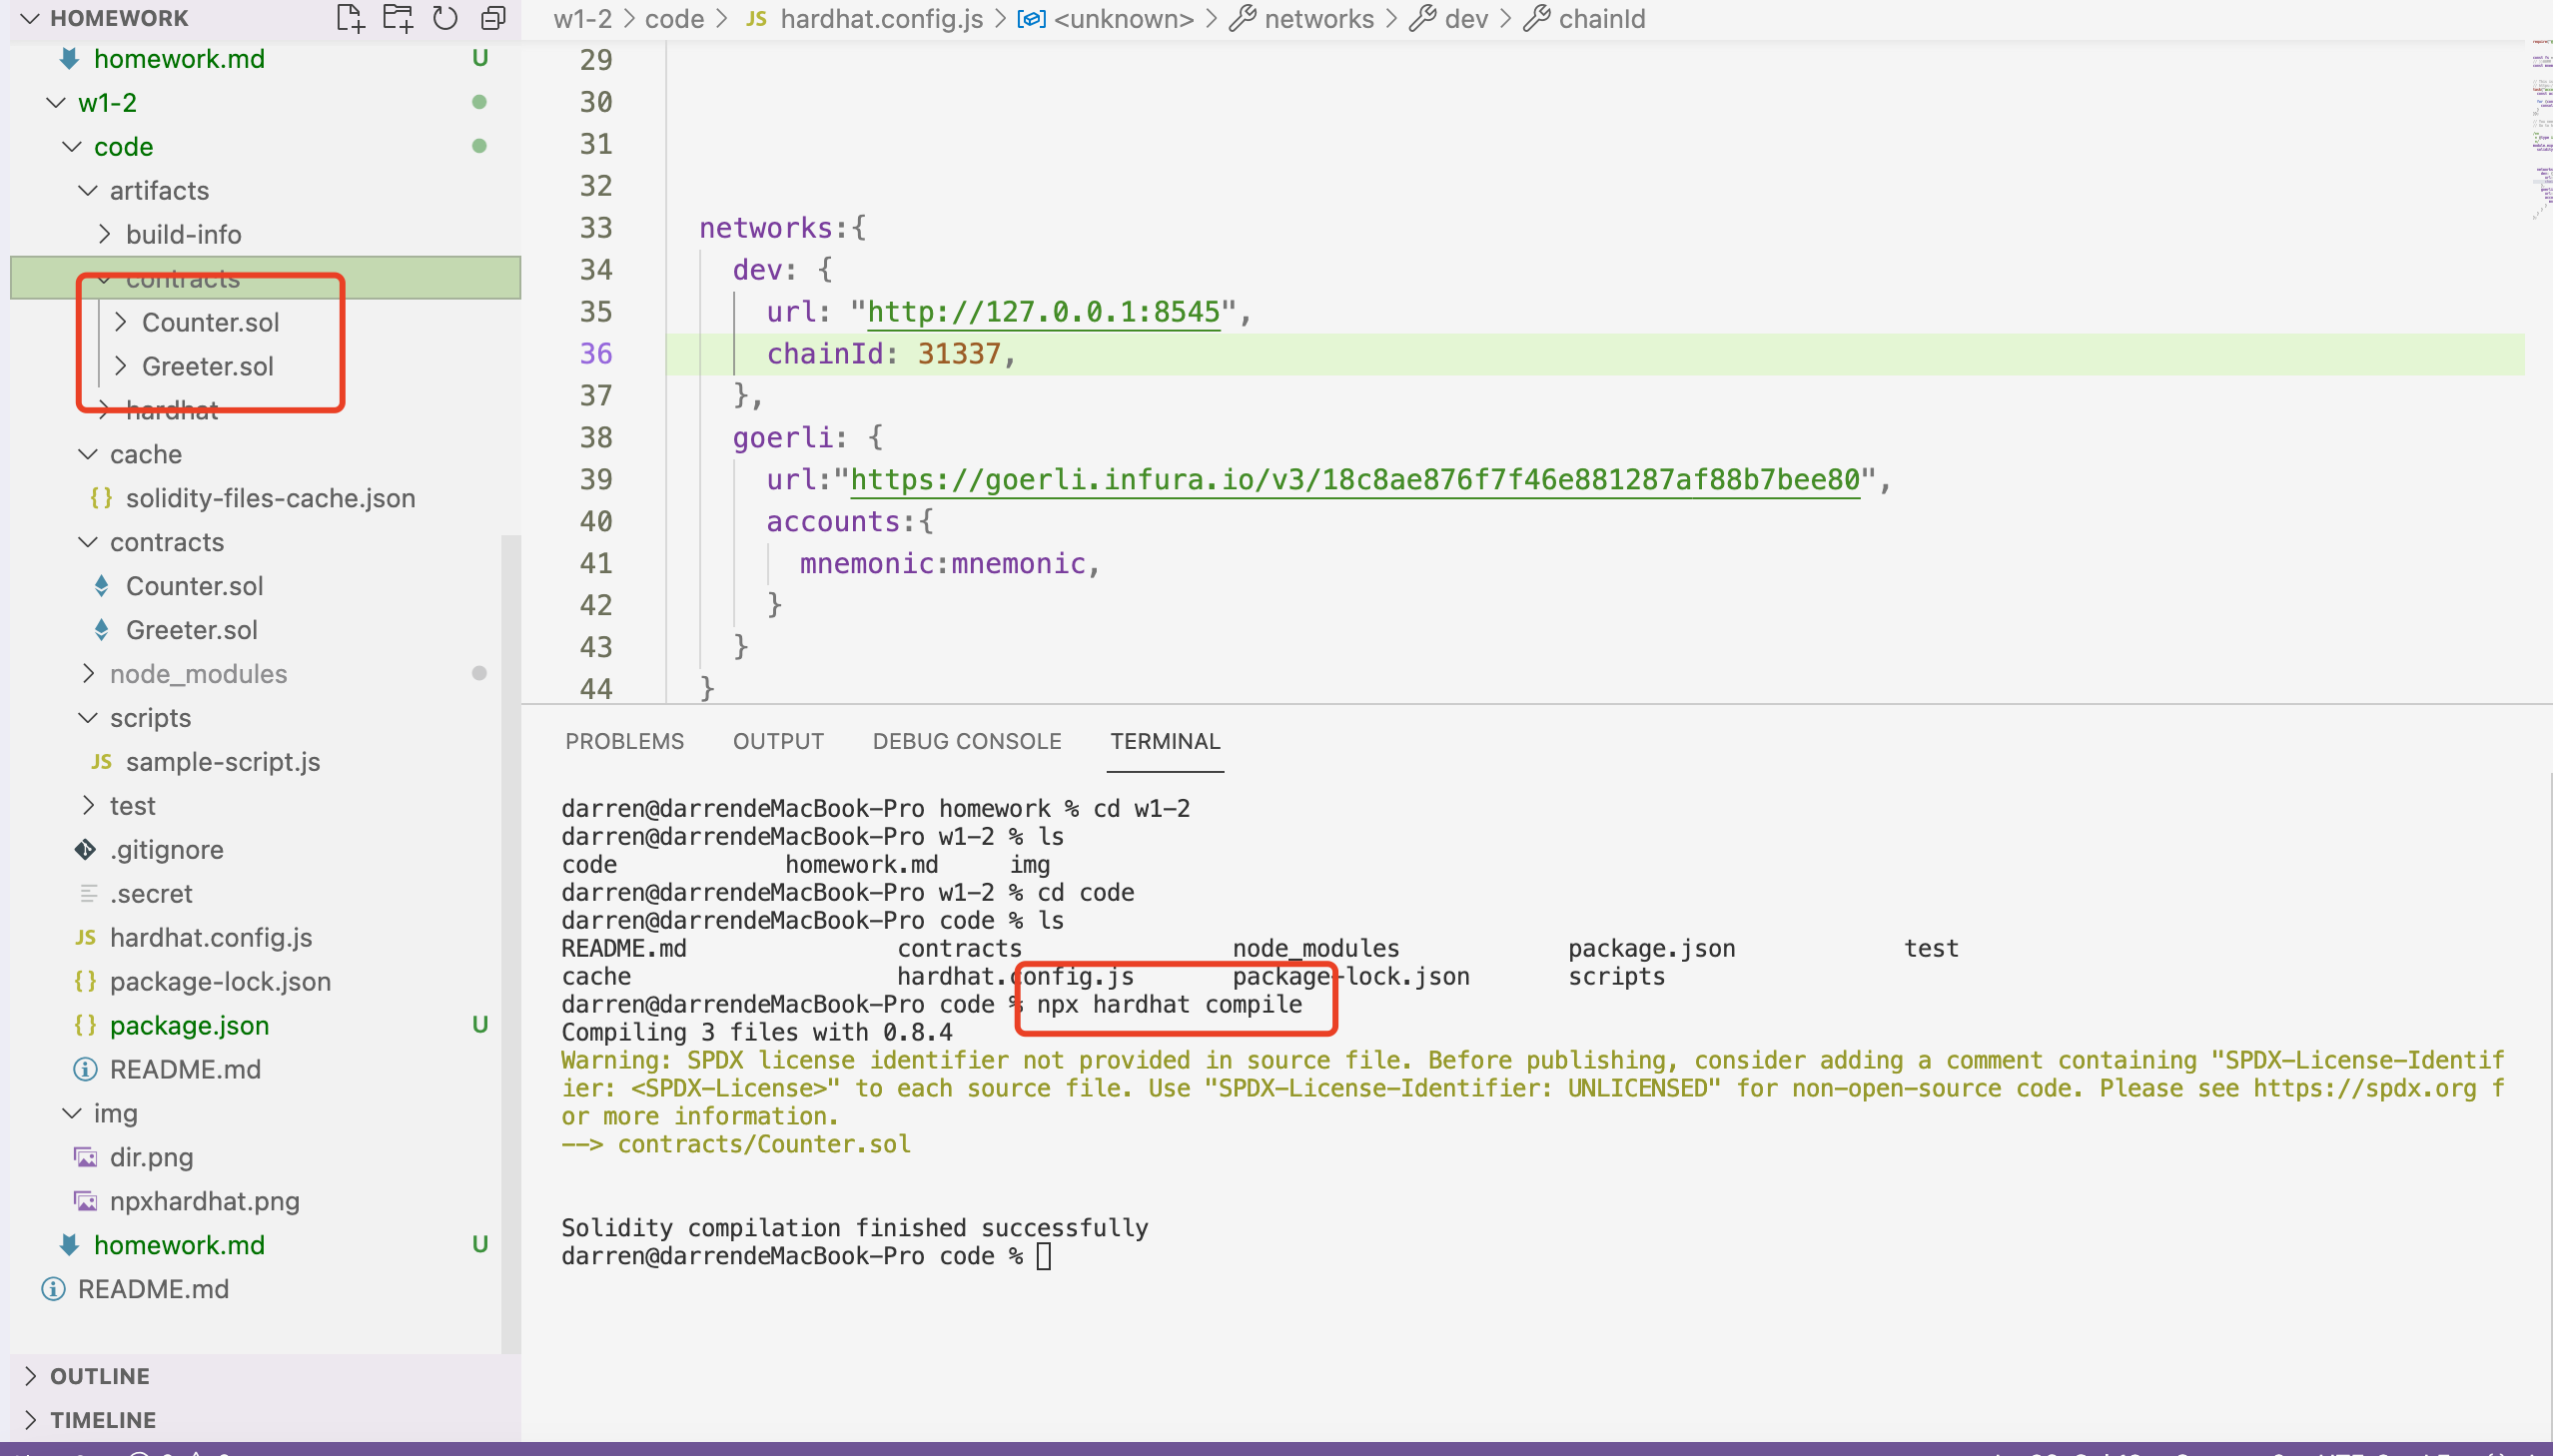 HOMEWORK
homework.md U
w1-2
code
artifacts
build-info
contracts
Counter.sol
Greeter.sol
hardhat
cache
{} solidity-files-cache.json
contracts
Counter.sol
Greeter.sol
node_modules
scripts
JS sample-script.js
test
.gitignore
.secret
JS hardhat.config.js
{} package-lock.json
{} package.json U
README.md
img
dir.png
npxhardhat.png
homework.md U
README.md
OUTLINE
TIMELINE
w1-2 > code > JS hardhat.config.js > <unknown> > networks > dev > chainId
29
30
31
32
33 networks:{
34 dev: {
35 url: "http://127.0.0.1:8545",
36 chainId: 31337,
37 },
38 goerli: {
39 url:"https://goerli.infura.io/v3/18c8ae876f7f46e881287af88b7bee80",
40 accounts:{
41 mnemonic:mnemonic,
42 }
43 }
44 }
PROBLEMS OUTPUT DEBUG CONSOLE TERMINAL
darren@darrendeMacBook-Pro homework % cd w1-2
darren@darrendeMacBook-Pro w1-2 % ls
code homework.md img
darren@darrendeMacBook-Pro w1-2 % cd code
darren@darrendeMacBook-Pro code % ls
README.md contracts node_modules package.json test
cache hardhat.config.js package-lock.json scripts
darren@darrendeMacBook-Pro code % npx hardhat compile
Compiling 3 files with 0.8.4
Warning: SPDX license identifier not provided in source file. Before publishing, consider adding a comment containing "SPDX-License-Identif
ier: <SPDX-License>" to each source file. Use "SPDX-License-Identifier: UNLICENSED" for non-open-source code. Please see https://spdx.org f
or more information.
--> contracts/Counter.sol
Solidity compilation finished successfully
darren@darrendeMacBook-Pro code %